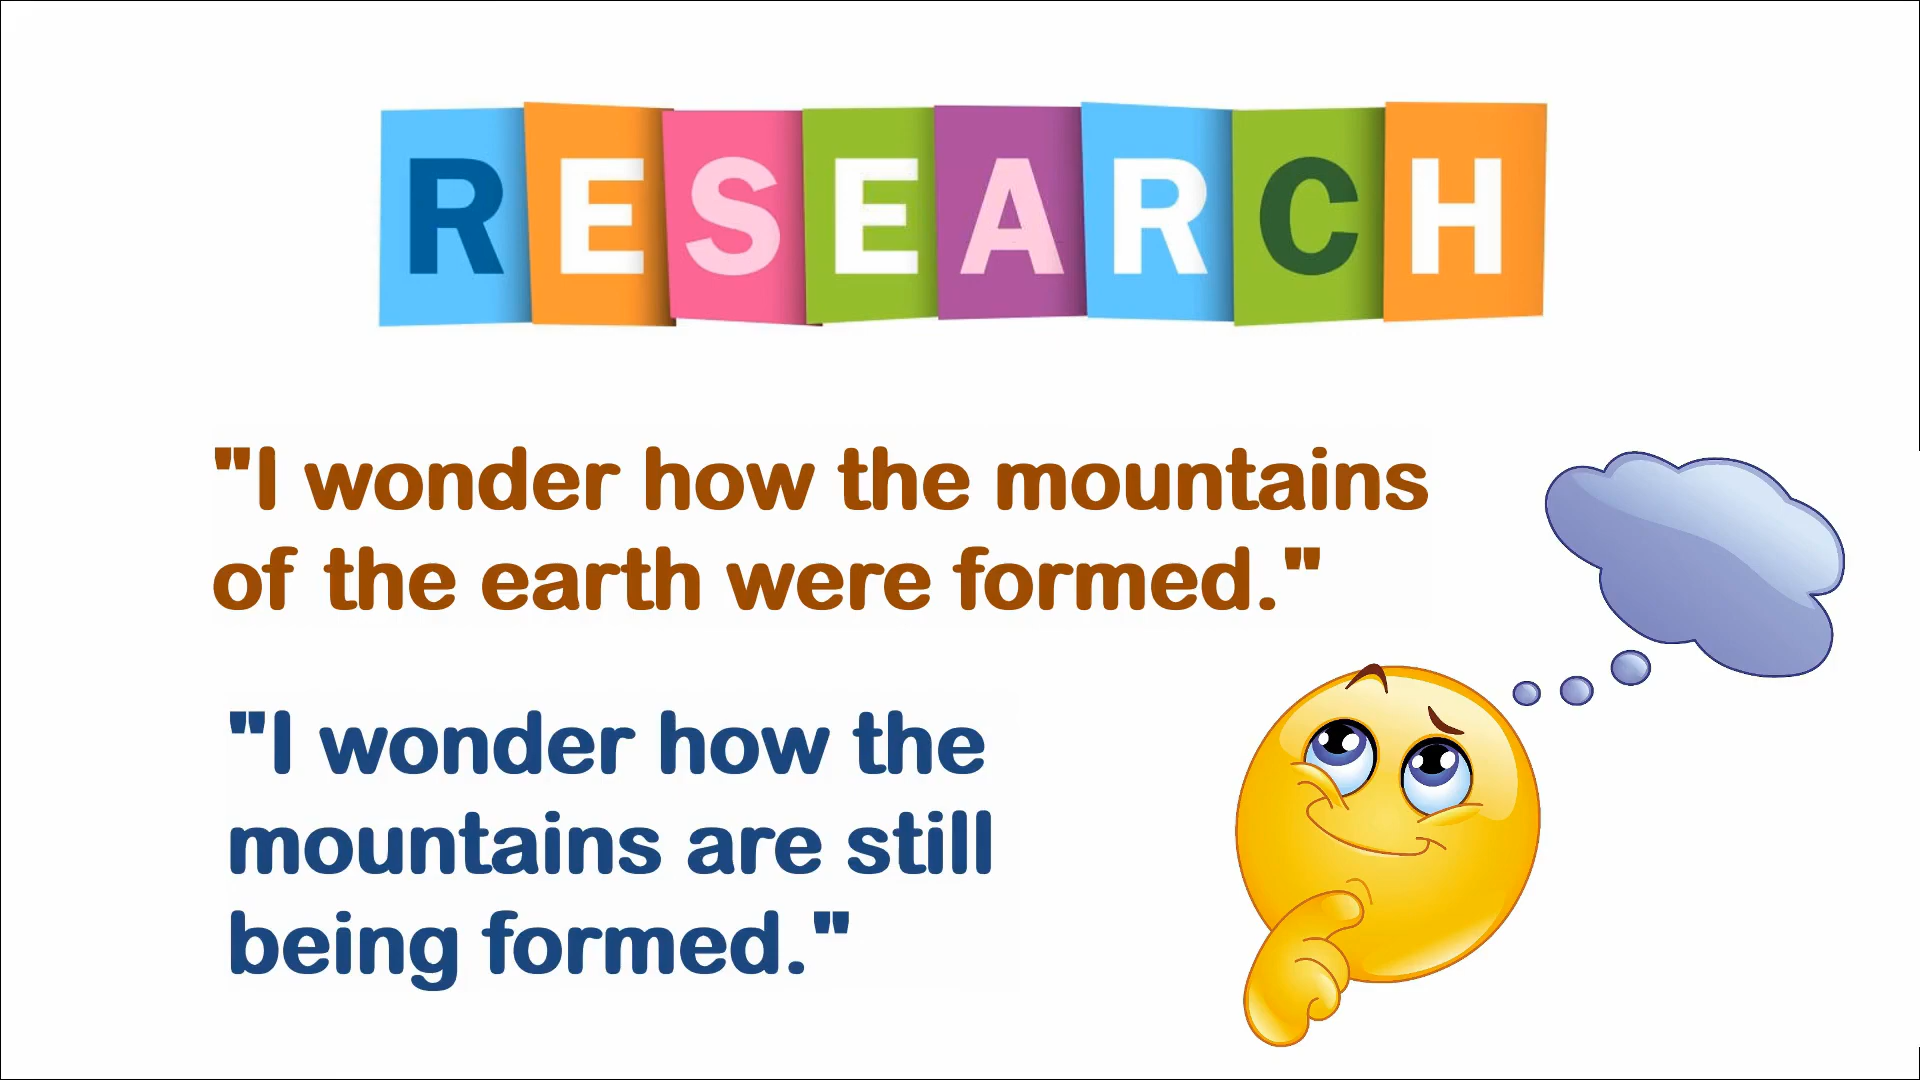 RESEARCH
"I wonder how the mountains
of the earth were formed."
"I wonder how the
mountains are still
being formed."